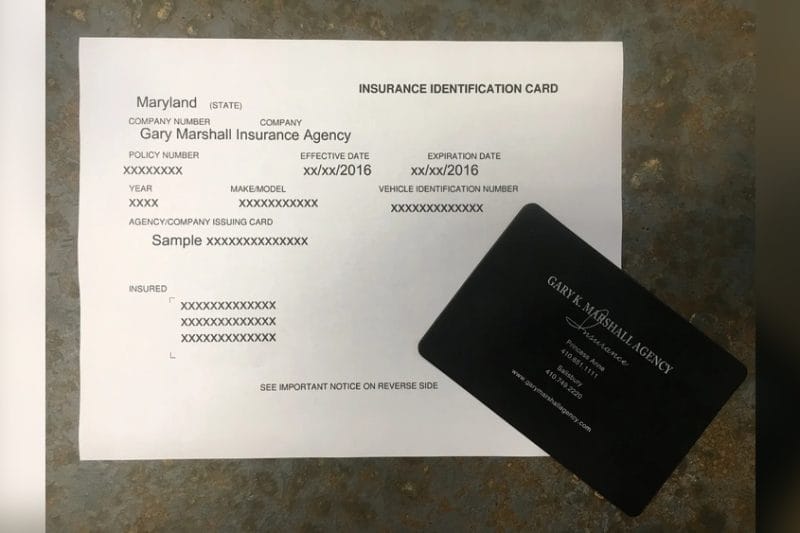 INSURANCE IDENTIFICATION CARD
Maryland (STATE)
COMPANY NUMBER COMPANY
Gary Marshall Insurance Agency
POLICY NUMBER EFFECTIVE DATE EXPIRATION DATE
xxxxxxxx xx/xx/2016 xx/xx/2016
YEAR MAKE/MODEL VEHICLE IDENTIFICATION NUMBER
xxxx xxxxxxxxxxx xxxxxxxxxxxxx
AGENCY/COMPANY ISSUING CARD
Sample xxxxxxxxxxxxxx
INSURED
xxxxxxxxxxxxx
xxxxxxxxxxxxx
xxxxxxxxxxxxx
SEE IMPORTANT NOTICE ON REVERSE SIDE
GARY K. MARSHALL AGENCY
Insurance
Princess Anne
410.651.1111
Salisbury
410.749.2220
www.garymarshallagency.com